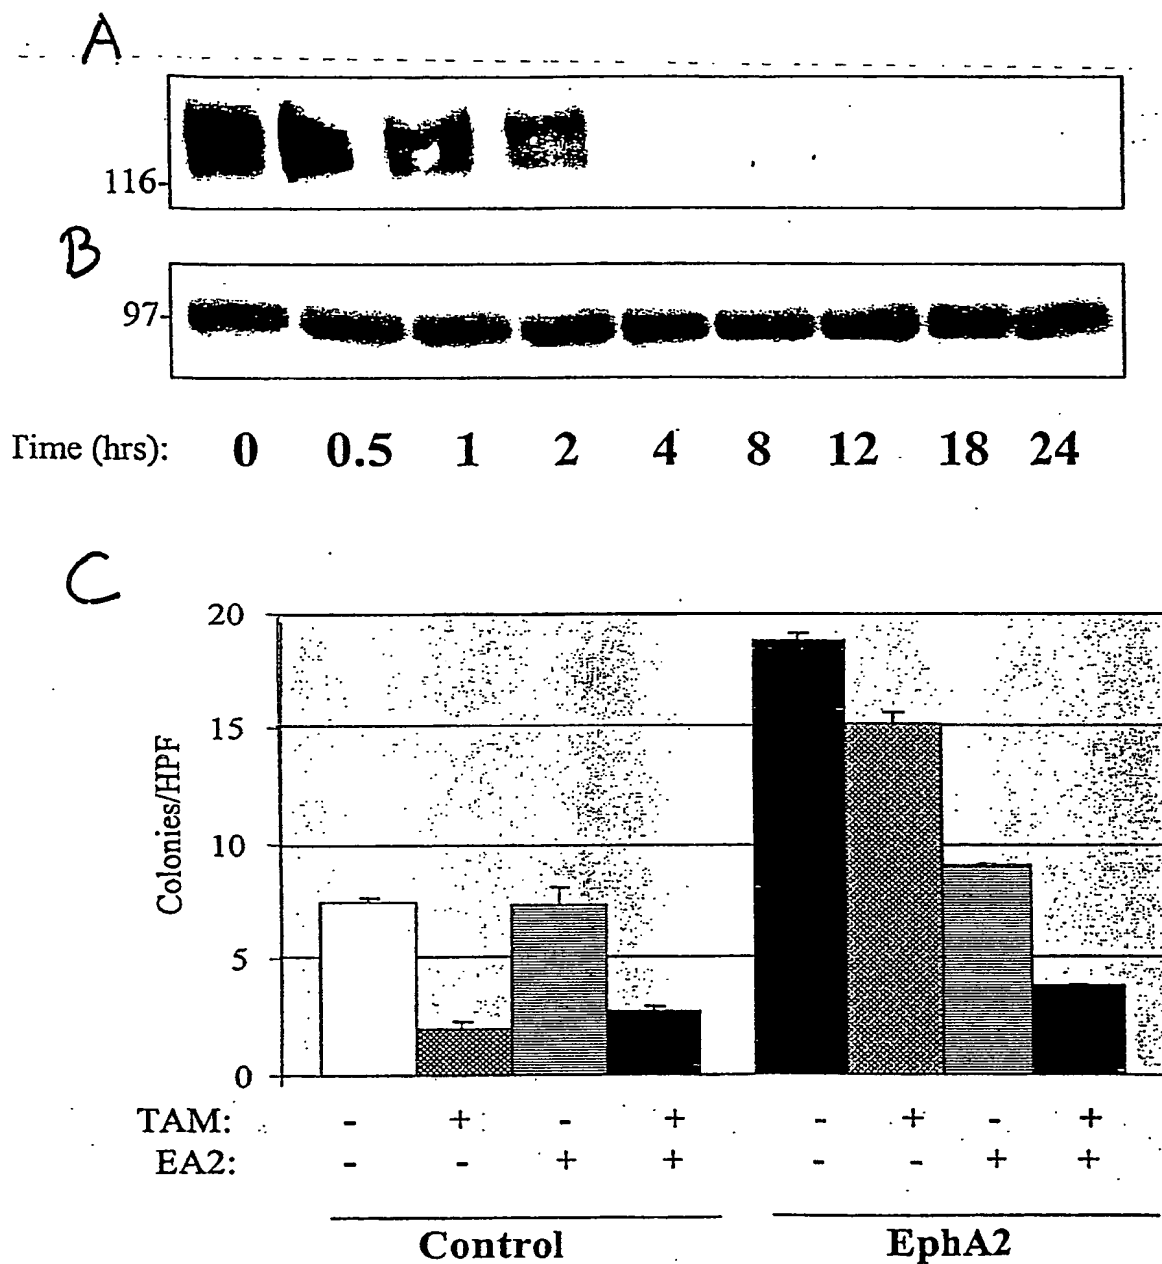 A
116-
B
97-
Time (hrs): 0 0.5 1 2 4 8 12 18 24
C
20
15
10
5
0
Colonies/HPF
TAM: - + - + - + - +
EA2: - - + + - - + +
Control EphA2